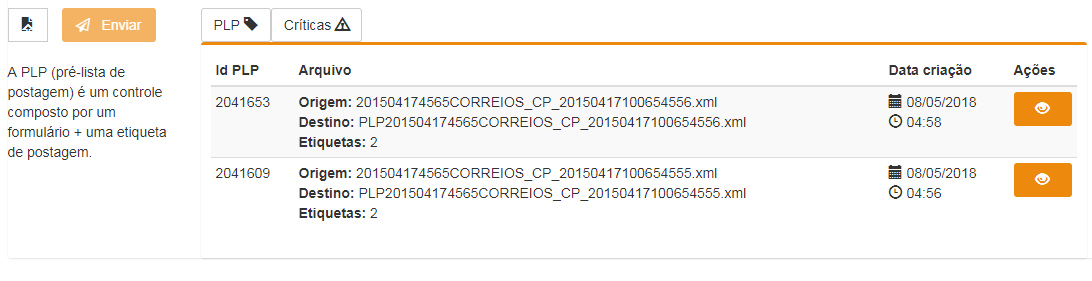 Enviar
PLP
Críticas
A PLP (pré-lista de
postagem) é um controle
composto por um
formulário + uma etiqueta
de postagem.
Id PLP Arquivo Data criação Ações
2041653 Origem: 201504174565CORREIOS_CP_20150417100654556.xml 08/05/2018
Destino: PLP201504174565CORREIOS_CP_20150417100654556.xml 04:58
Etiquetas: 2
2041609 Origem: 201504174565CORREIOS_CP_20150417100654555.xml 08/05/2018
Destino: PLP201504174565CORREIOS_CP_20150417100654555.xml 04:56
Etiquetas: 2